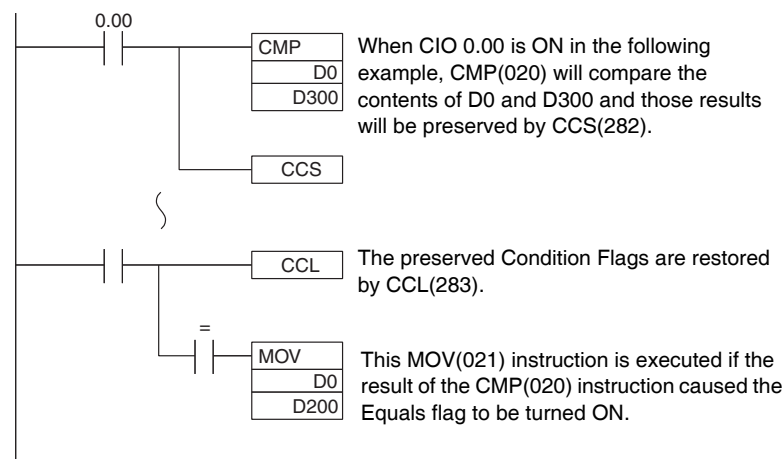 0.00
CMP
D0
D300
When CIO 0.00 is ON in the following
example, CMP(020) will compare the
contents of D0 and D300 and those results
will be preserved by CCS(282).
CCS
CCL
The preserved Condition Flags are restored
by CCL(283).
=
MOV
D0
D200
This MOV(021) instruction is executed if the
result of the CMP(020) instruction caused the
Equals flag to be turned ON.